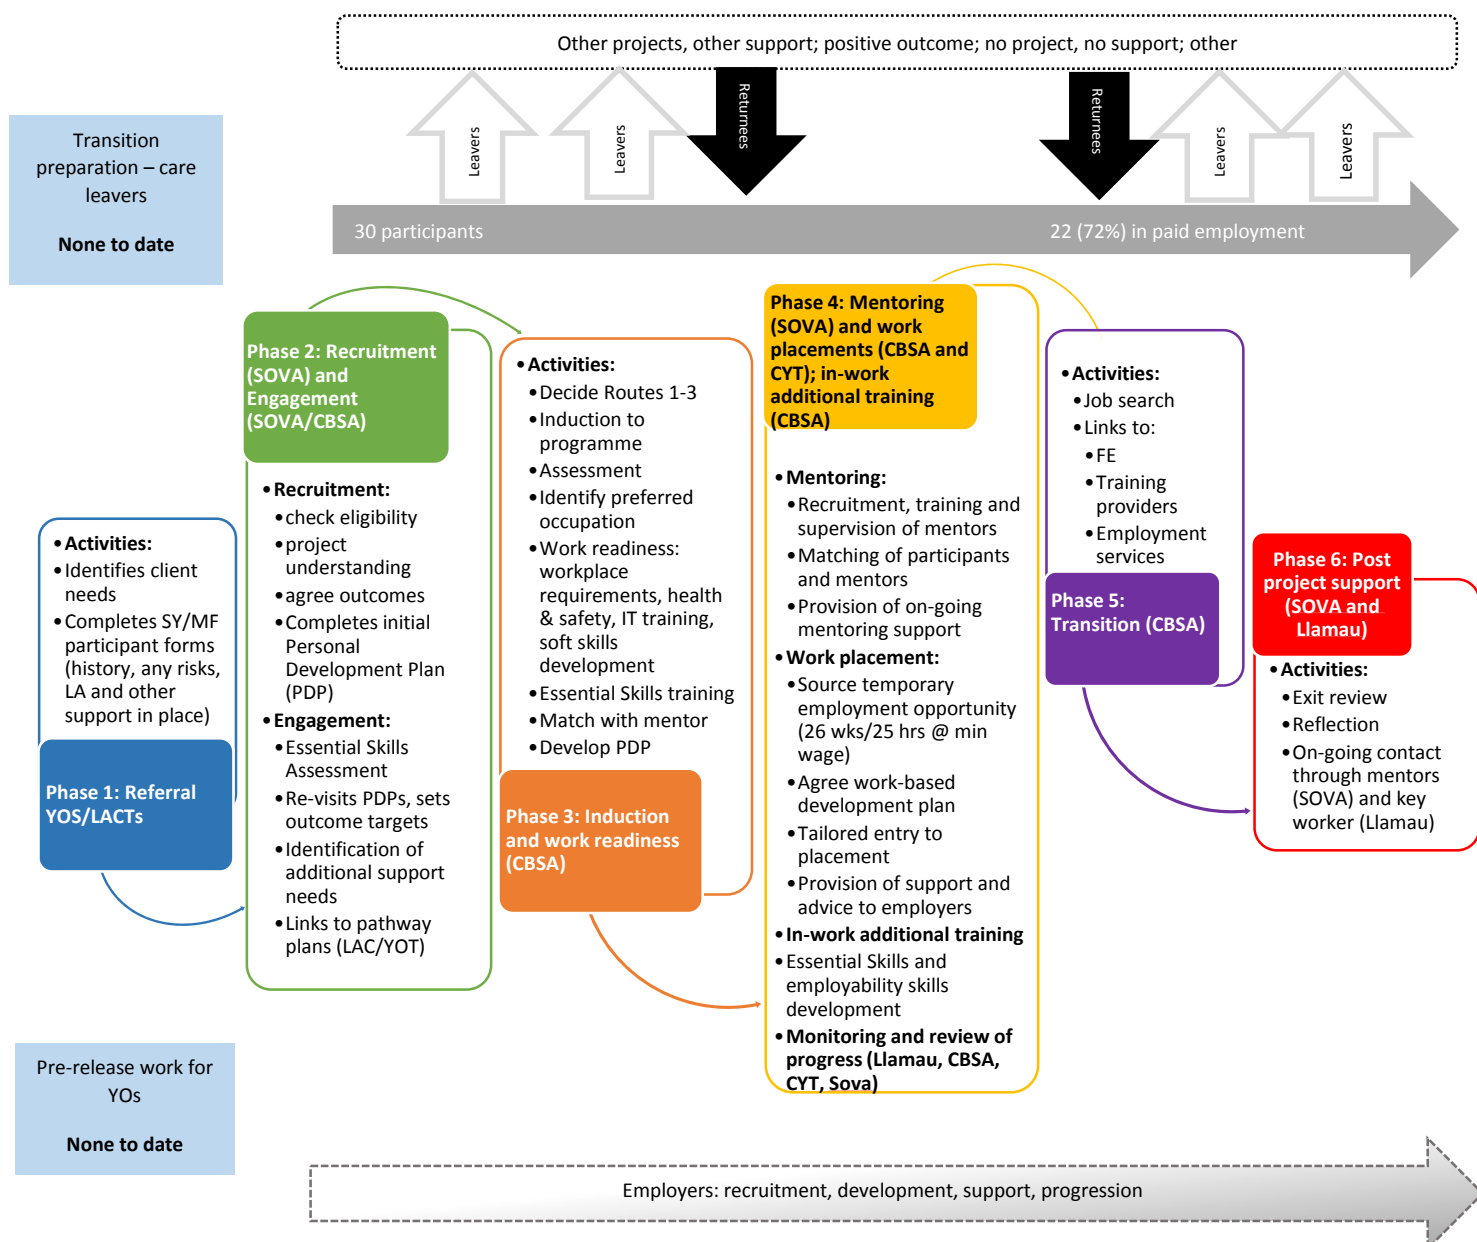 Other projects, other support; positive outcome; no project, no support; other
Leavers
Leavers
Returnees
Returnees
Leavers
Leavers
Transition
preparation – care
leavers
None to date
30 participants
22 (72%) in paid employment
Phase 1: Referral
YOS/LACTs
•Activities:
•Identifies client
needs
•Completes SY/MF
participant forms
(history, any risks,
LA and other
support in place)
Phase 2: Recruitment
(SOVA) and
Engagement
(SOVA/CBSA)
•Recruitment:
•check eligibility
•project
understanding
•agree outcomes
•Completes initial
Personal
Development Plan
(PDP)
•Engagement:
•Essential Skills
Assessment
•Re-visits PDPs, sets
outcome targets
•Identification of
additional support
needs
•Links to pathway
plans (LAC/YOT)
•Activities:
•Decide Routes 1-3
•Induction to
programme
•Assessment
•Identify preferred
occupation
•Work readiness:
workplace
requirements, health
& safety, IT training,
soft skills
development
•Essential Skills training
•Match with mentor
•Develop PDP
Phase 3: Induction
and work readiness
(CBSA)
Phase 4: Mentoring
(SOVA) and work
placements (CBSA and
CYT); in-work
additional training
(CBSA)
•Mentoring:
•Recruitment, training and
supervision of mentors
•Matching of participants
and mentors
•Provision of on-going
mentoring support
•Work placement:
•Source temporary
employment opportunity
(26 wks/25 hrs @ min
wage)
•Agree work-based
development plan
•Tailored entry to
placement
•Provision of support and
advice to employers
•In-work additional training
•Essential Skills and
employability skills
development
•Monitoring and review of
progress (Llamau, CBSA,
CYT, Sova)
•Activities:
•Job search
•Links to:
•FE
•Training
providers
•Employment
services
Phase 5:
Transition (CBSA)
Phase 6: Post
project support
(SOVA and
Llamau)
•Activities:
•Exit review
•Reflection
•On-going contact
through mentors
(SOVA) and key
worker (Llamau)
Pre-release work for
YOs
None to date
Employers: recruitment, development, support, progression